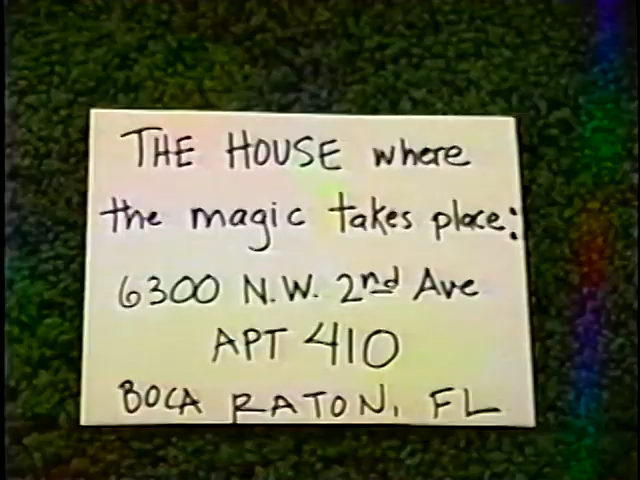 THE HOUSE where
the magic takes place:
6300 N.W. 2nd Ave
APT 410
BOCA RATON, FL